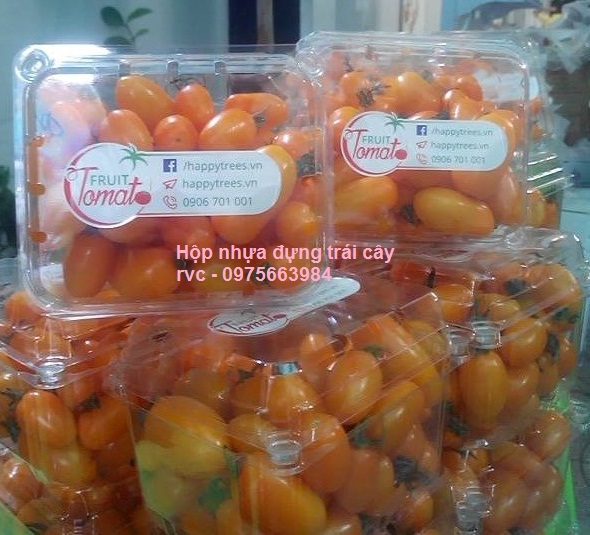 FRUIT
Tomato
/happytrees.vn
happytrees.vn
0906 701 001
FRUIT
Tomato
/happytrees.vn
happytrees.vn
0906 701 001
Hộp nhựa đựng trái cây
rvc - 0975663984
Tomato